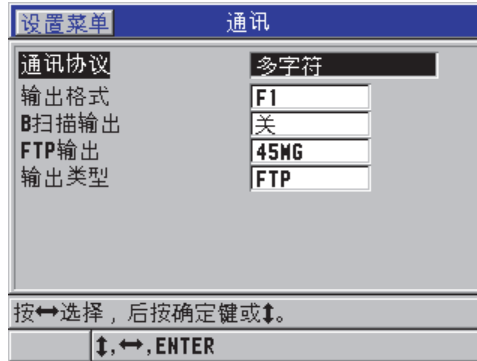 设置菜单 通讯
通讯协议 多字符
输出格式 F1
B扫描输出 关
FTP输出 45MG
输出类型 FTP
按↔选择，后按确定键或↕。
↕,↔,ENTER